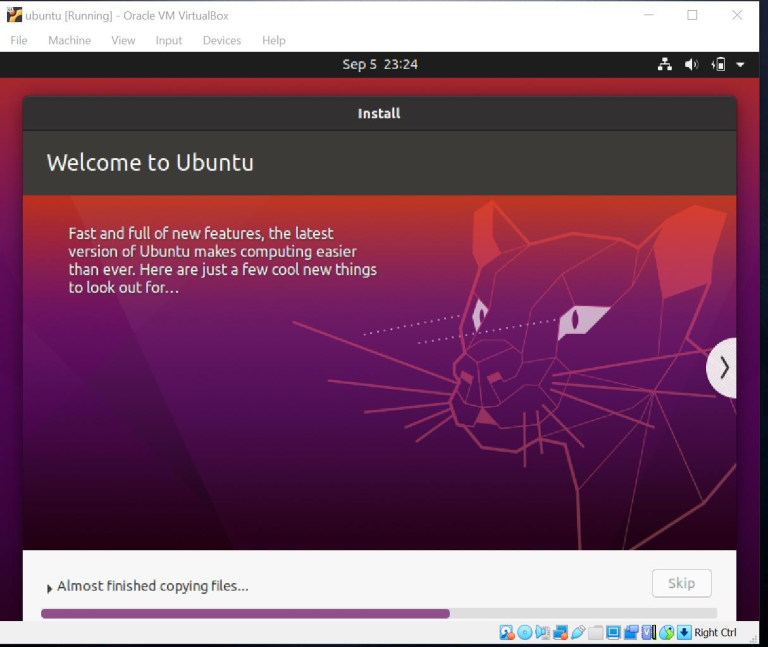 ubuntu [Running] - Oracle VM VirtualBox
File Machine View Input Devices Help
Sep 5 23:24
Install
Welcome to Ubuntu
Fast and full of new features, the latest
version of Ubuntu makes computing easier
than ever. Here are just a few cool new things
to look out for...
Almost finished copying files...
Skip
Right Ctrl